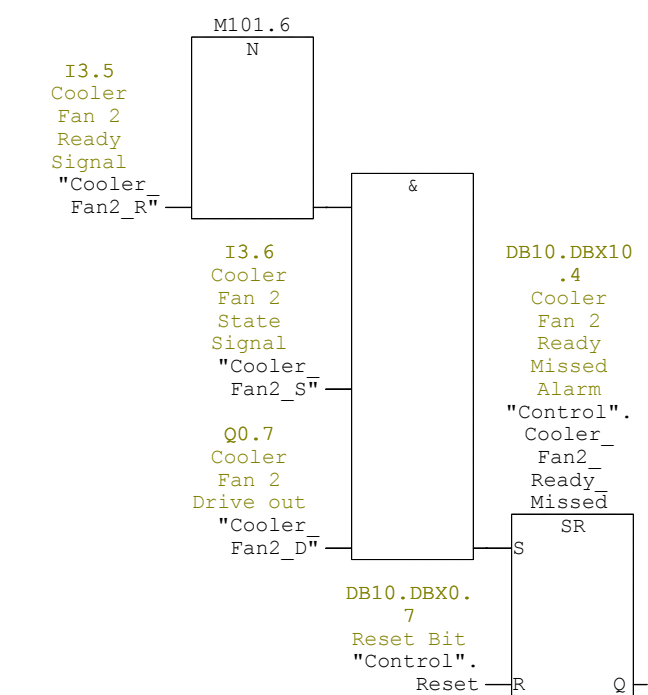 M101.6
N
I3.5
Cooler
Fan 2
Ready
Signal
"Cooler_
Fan2_R"
&
I3.6
Cooler
Fan 2
State
Signal
"Cooler_
Fan2_S"
Q0.7
Cooler
Fan 2
Drive out
"Cooler_
Fan2_D"
DB10.DBX10
.4
Cooler
Fan 2
Ready
Missed
Alarm
"Control".
Cooler_
Fan2_
Ready_
Missed
SR
S
DB10.DBX0.
7
Reset Bit
"Control".
Reset
R
Q